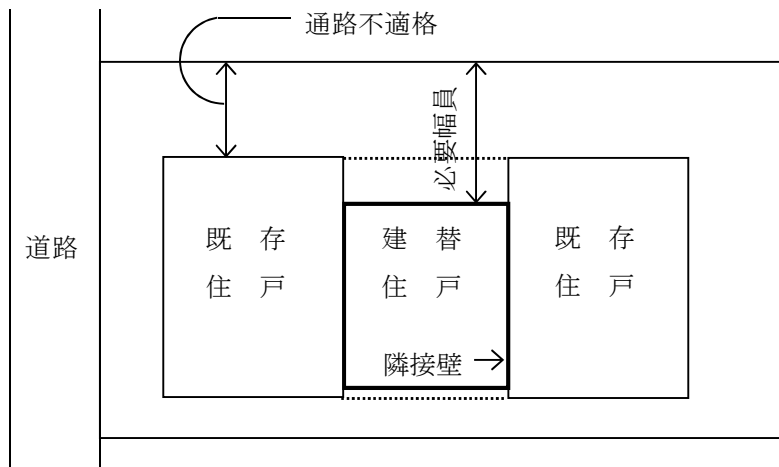 通路不適格
必要幅員
道路
既 存
住 戸
建 替
住 戸
既 存
住 戸
隣接壁